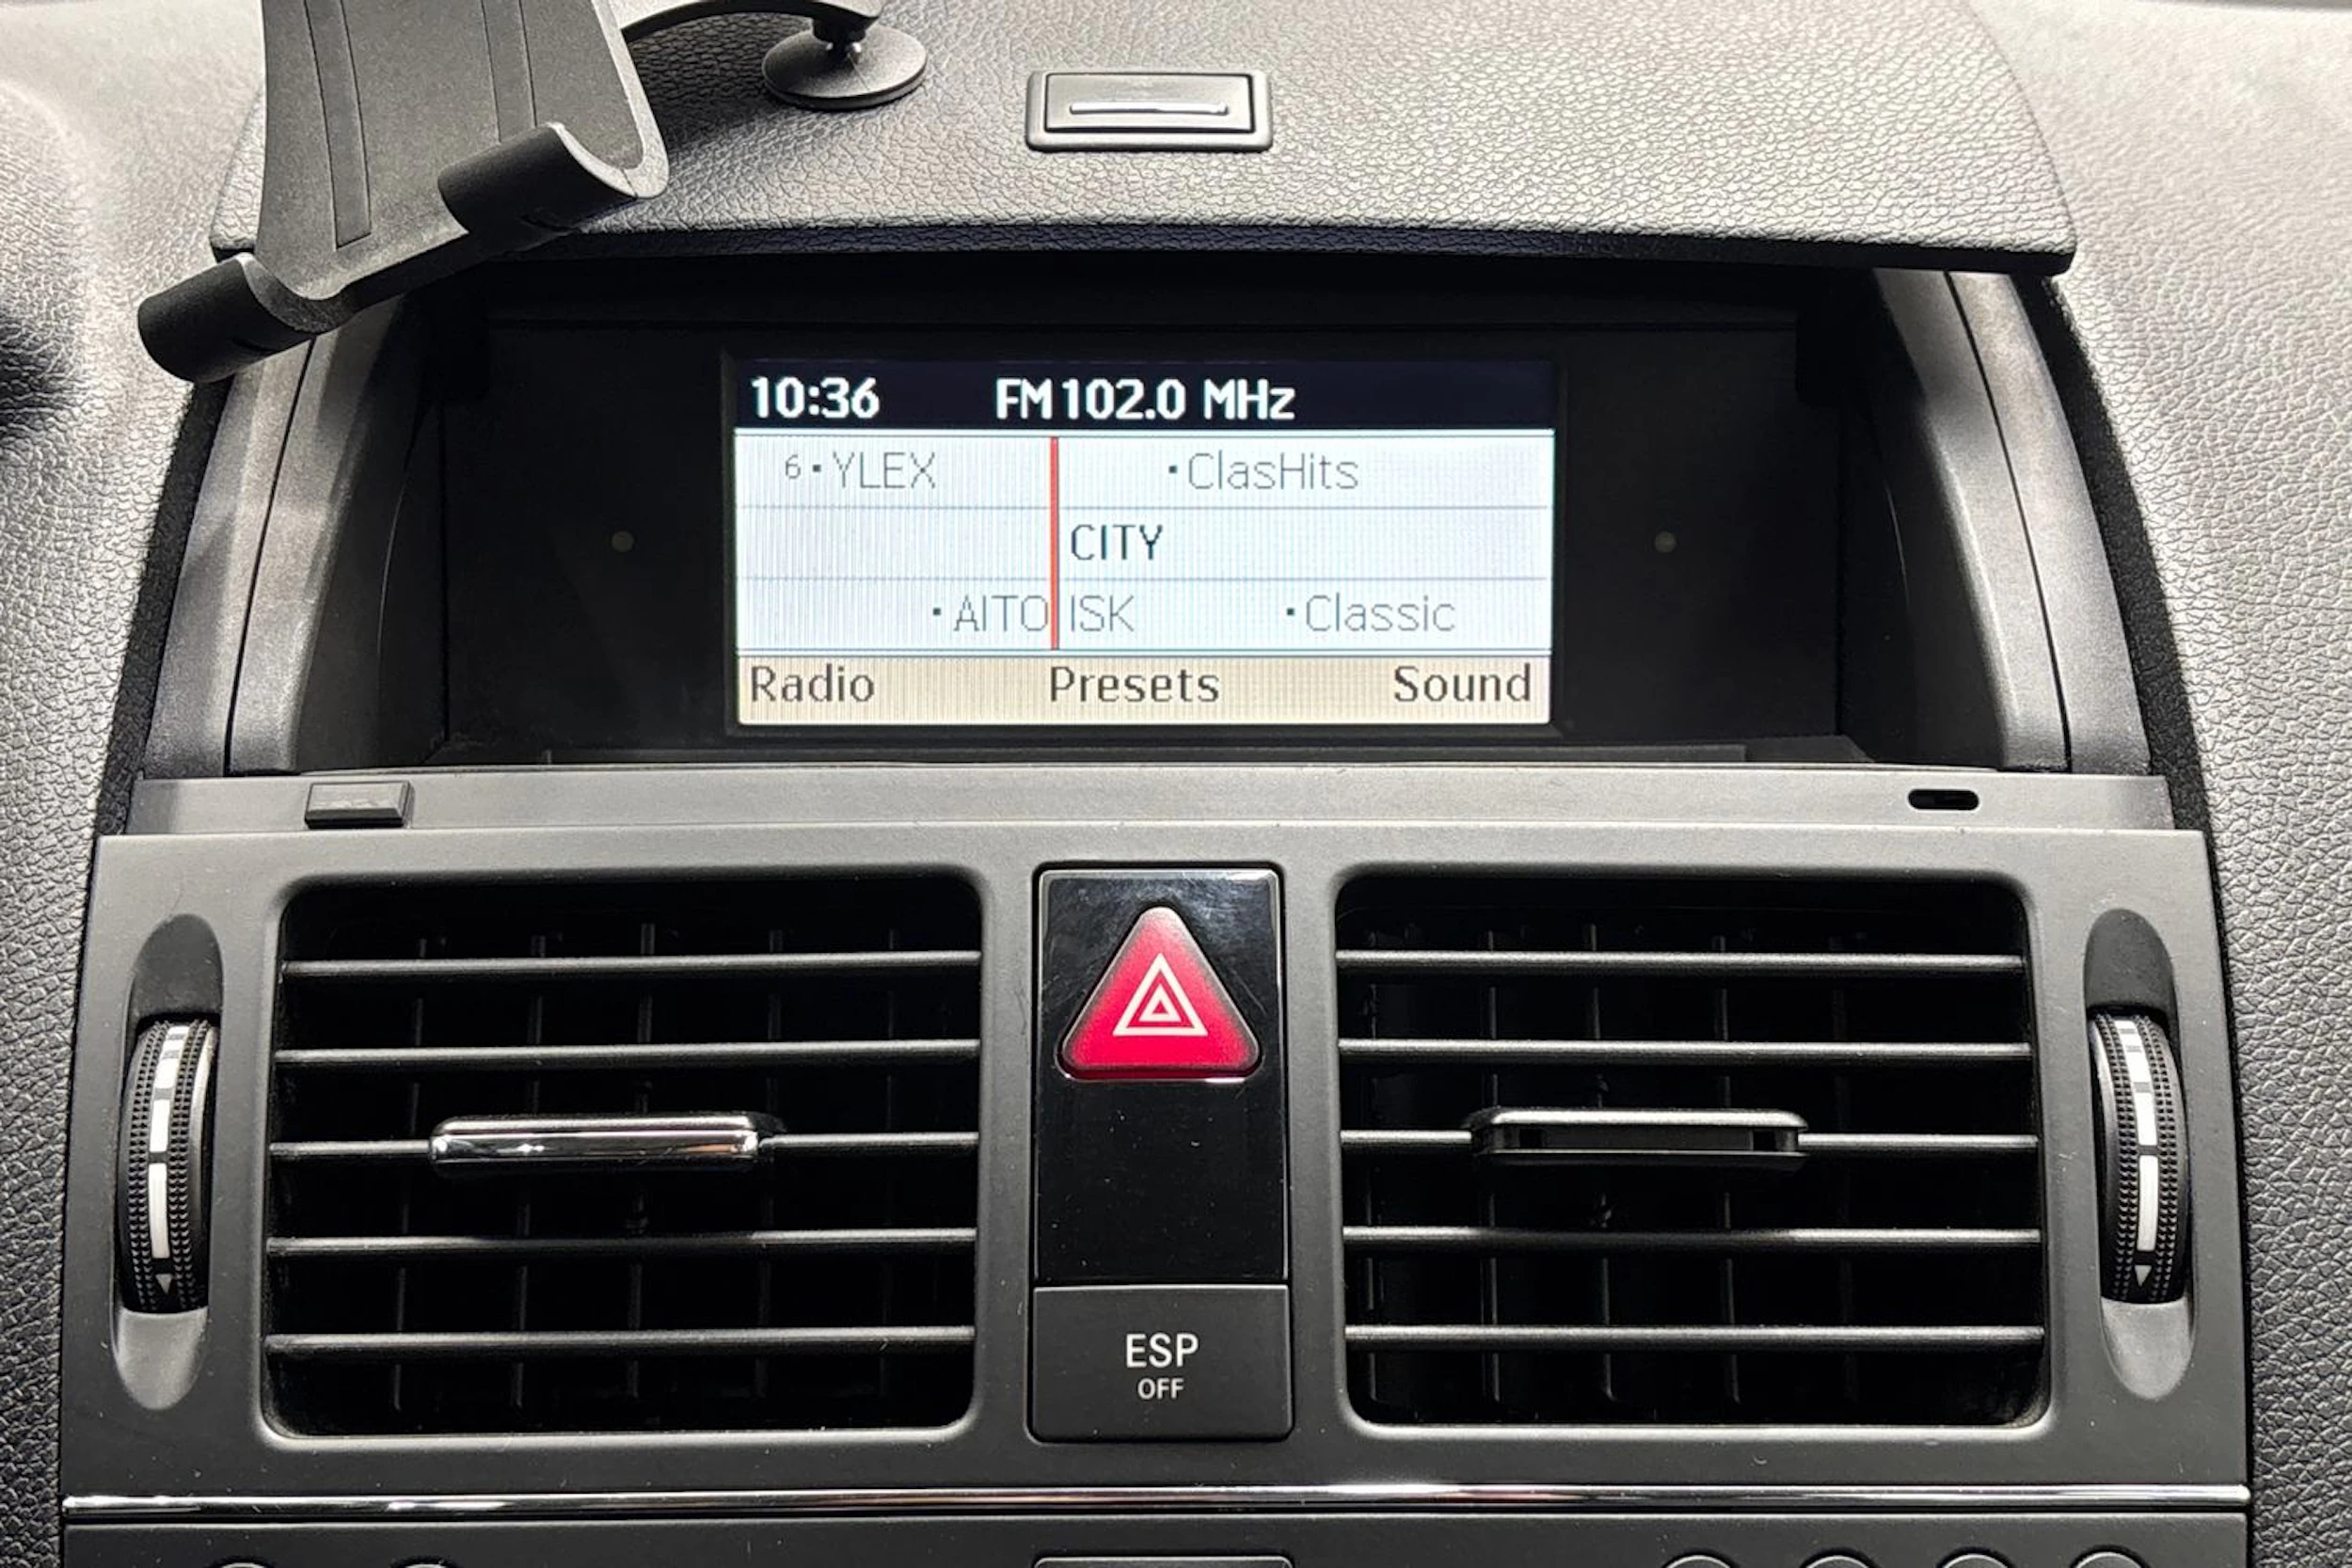 10:36 FM 102.0 MHz
6 • YLEX • ClasHits
CITY
• AITO ISK • Classic
Radio Presets Sound
ESP
OFF